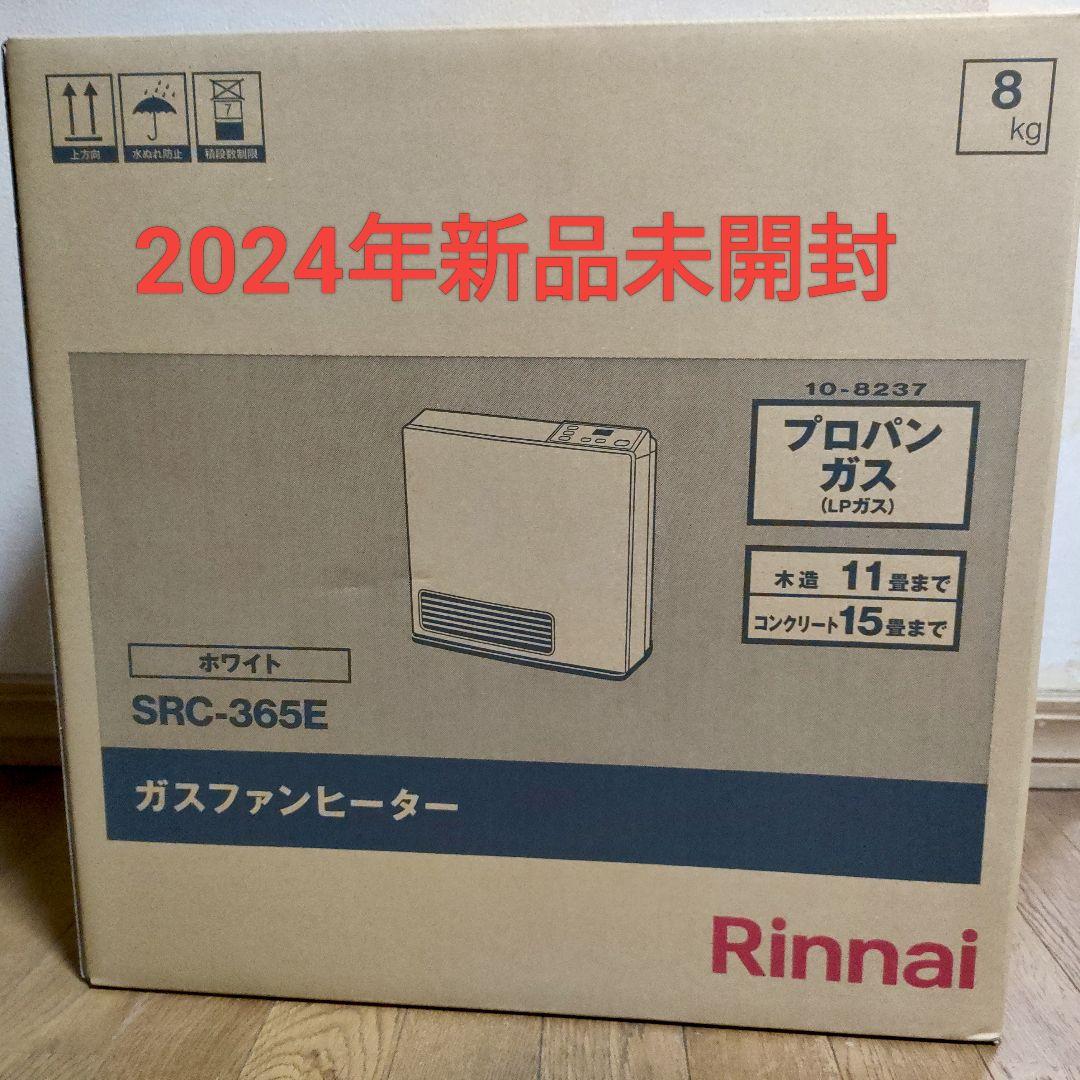 上方向
水ぬれ防止
7
積段数制限
8
kg
2024年新品未開封
10-8237
プロパン
ガス
(LPガス)
木造 11畳まで
コンクリート15畳まで
ホワイト
SRC-365E
ガスファンヒーター
Rinnai